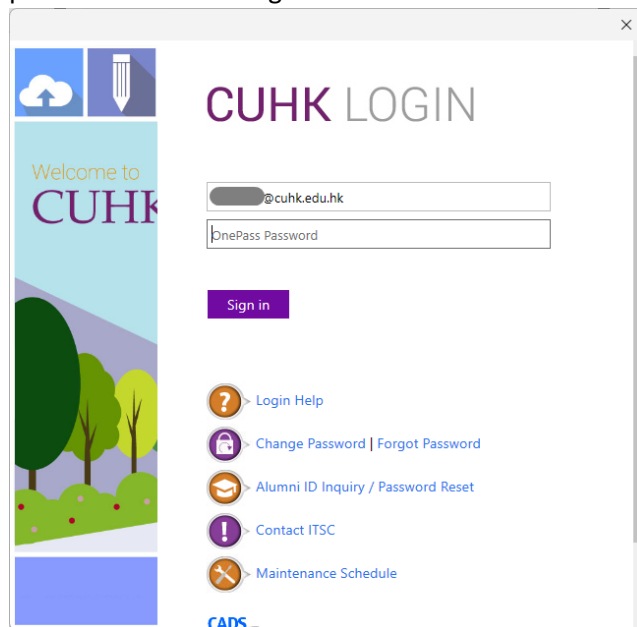 CUHK LOGIN
Welcome to
CUHK
@cuhk.edu.hk
OnePass Password
Sign in
Login Help
Change Password | Forgot Password
Alumni ID Inquiry / Password Reset
Contact ITSC
Maintenance Schedule
CADS